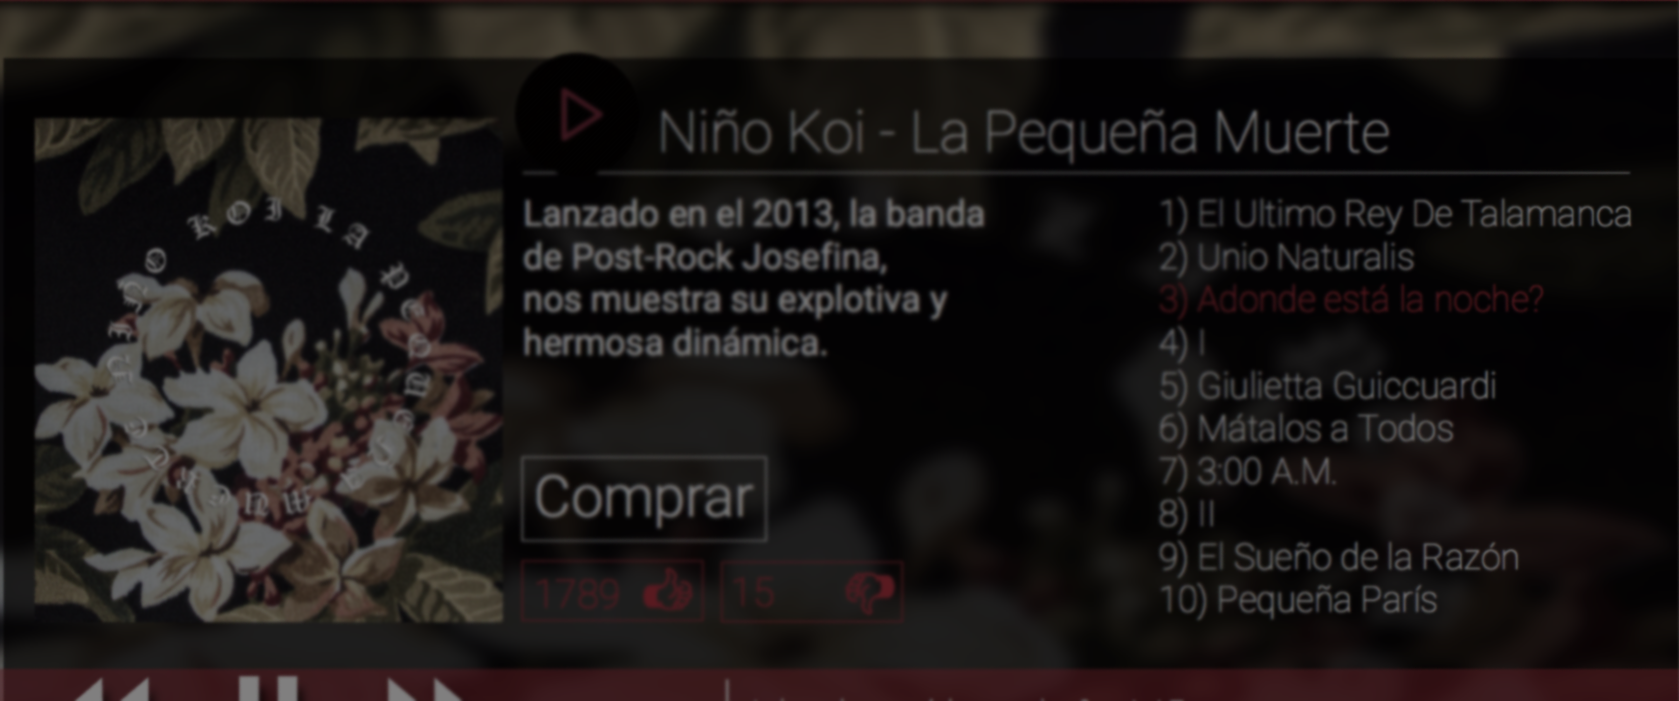 Niño Koi - La Pequeña Muerte
NIÑO KOI LA PEQUEÑA MUERTE
Lanzado en el 2013, la banda
de Post-Rock Josefina,
nos muestra su explotiva y
hermosa dinámica.
Comprar
1789
15
1) El Ultimo Rey De Talamanca
2) Unio Naturalis
3) Adonde está la noche?
4) I
5) Giulietta Guiccuardi
6) Mátalos a Todos
7) 3:00 A.M.
8) II
9) El Sueño de la Razón
10) Pequeña París